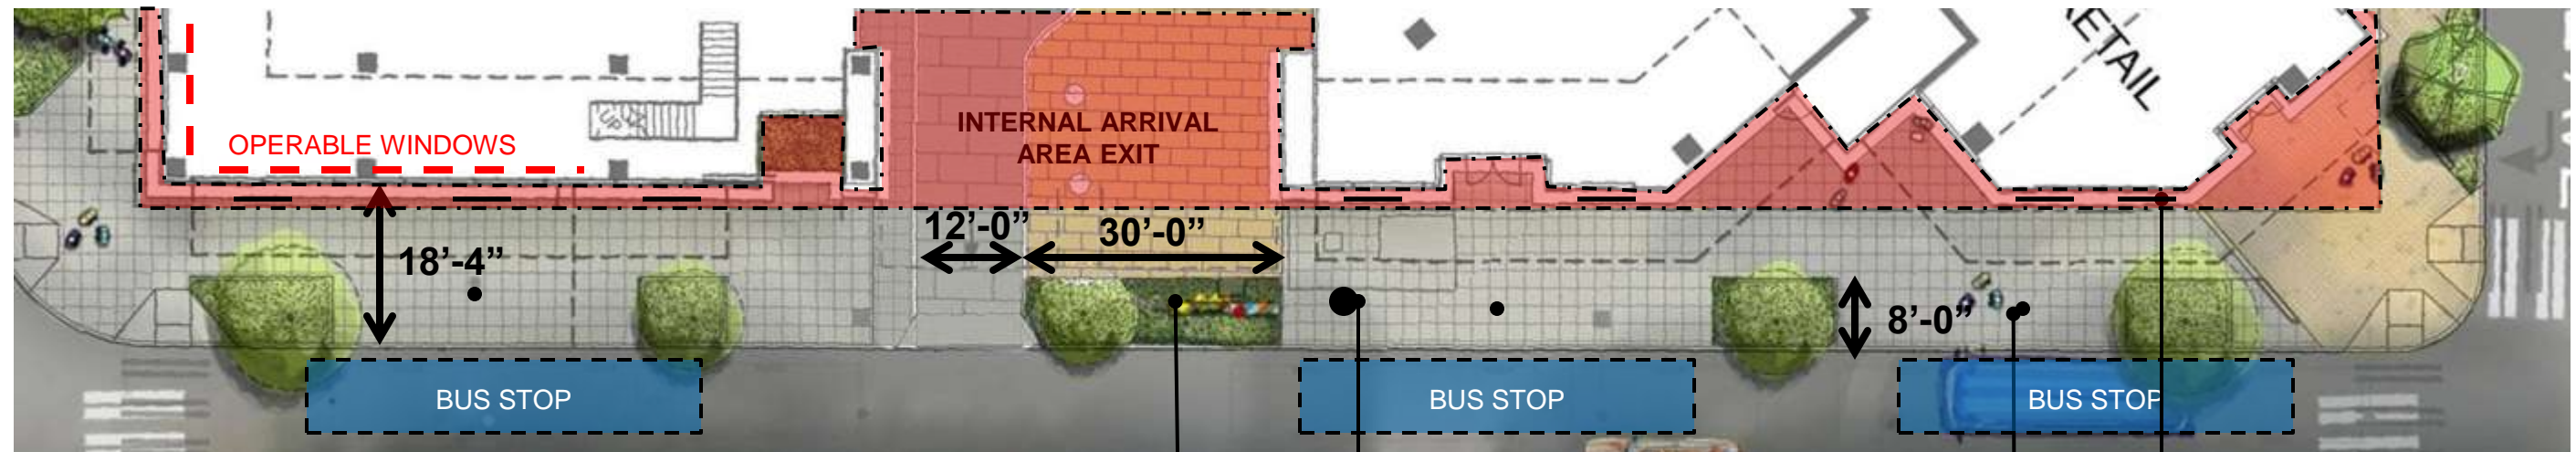 RETAIL
UP
OPERABLE WINDOWS
INTERNAL ARRIVAL
AREA EXIT
12’-0”
30’-0”
18’-4”
8’-0”
BUS STOP
BUS STOP
BUS STOP